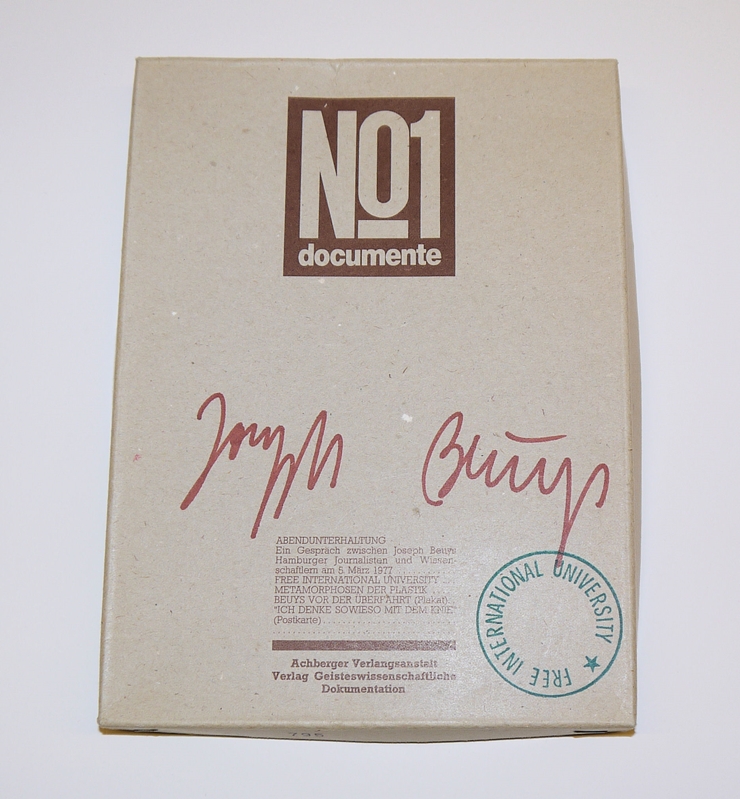 No1
documente
Joseph Beuys
ABENDUNTERHALTUNG
Ein Gespräch zwischen Joseph Beuys
Hamburger Journalisten und Wissen-
schaftlern am 5. März 1977 ............
FREE INTERNATIONAL UNIVERSITY ...
METAMORPHOSEN DER PLASTIK ....
BEUYS VOR DER ÜBERFAHRT (Plakat) ..
"ICH DENKE SOWIESO MIT DEM KNIE"
(Postkarte) ........................
FREE INTERNATIONAL UNIVERSITY ★
Achberger Verlangsanstalt
Verlag Geisteswissenschaftliche
Dokumentation